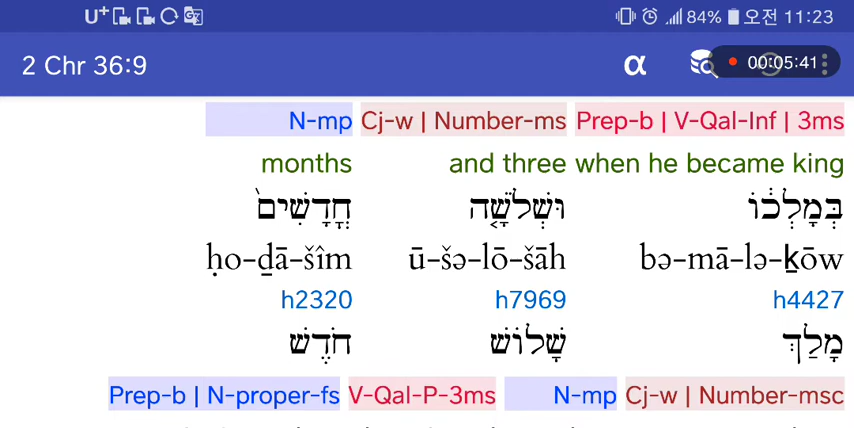 U+ 84% 오전 11:23
2 Chr 36:9 α 00:05:41
N-mp Cj-w | Number-ms Prep-b | V-Qal-Inf | 3ms
months and three when he became king
בְּמָלְכ֔וֹ וּשְׁלֹשָׁ֤ה חֳדָשִׁים֙
ḥo-ḏā-šîm ū-šə-lō-šāh bə-mā-lə-ḵōw
h2320 h7969 h4427
מָלַךְ שָׁלוֹשׁ חֹדֶשׁ
Prep-b | N-proper-fs V-Qal-P-3ms N-mp Cj-w | Number-msc